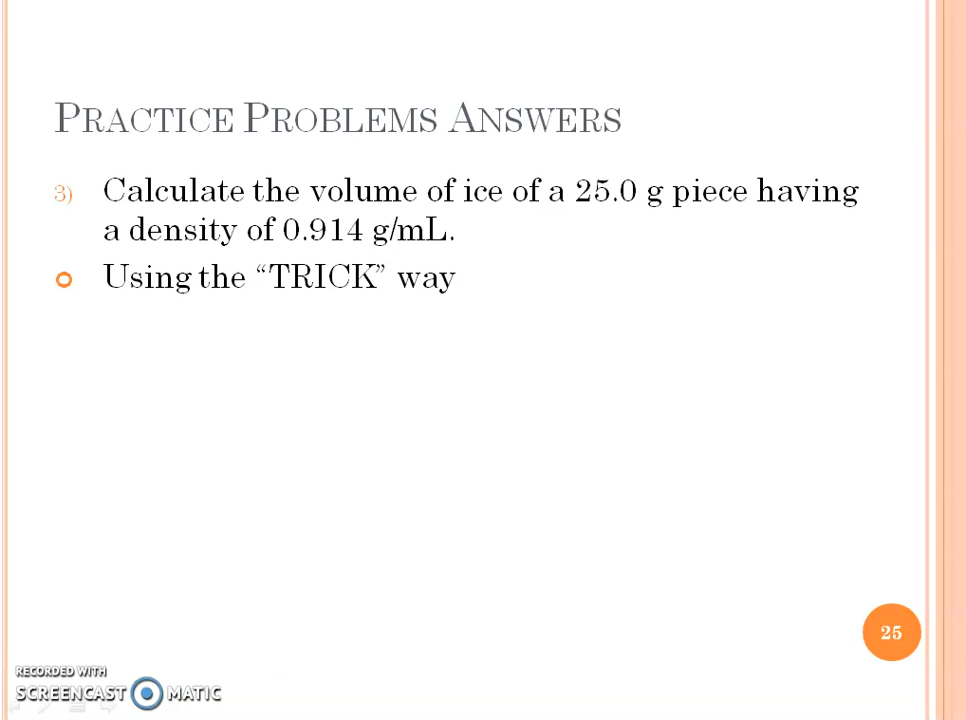 PRACTICE PROBLEMS ANSWERS
3) Calculate the volume of ice of a 25.0 g piece having
a density of 0.914 g/mL.
Using the “TRICK” way
25
RECORDED WITH
SCREENCAST MATIC